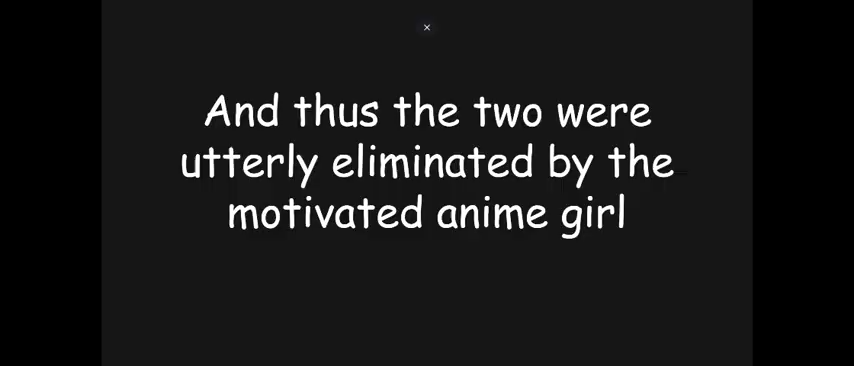 And thus the two were
utterly eliminated by the
motivated anime girl